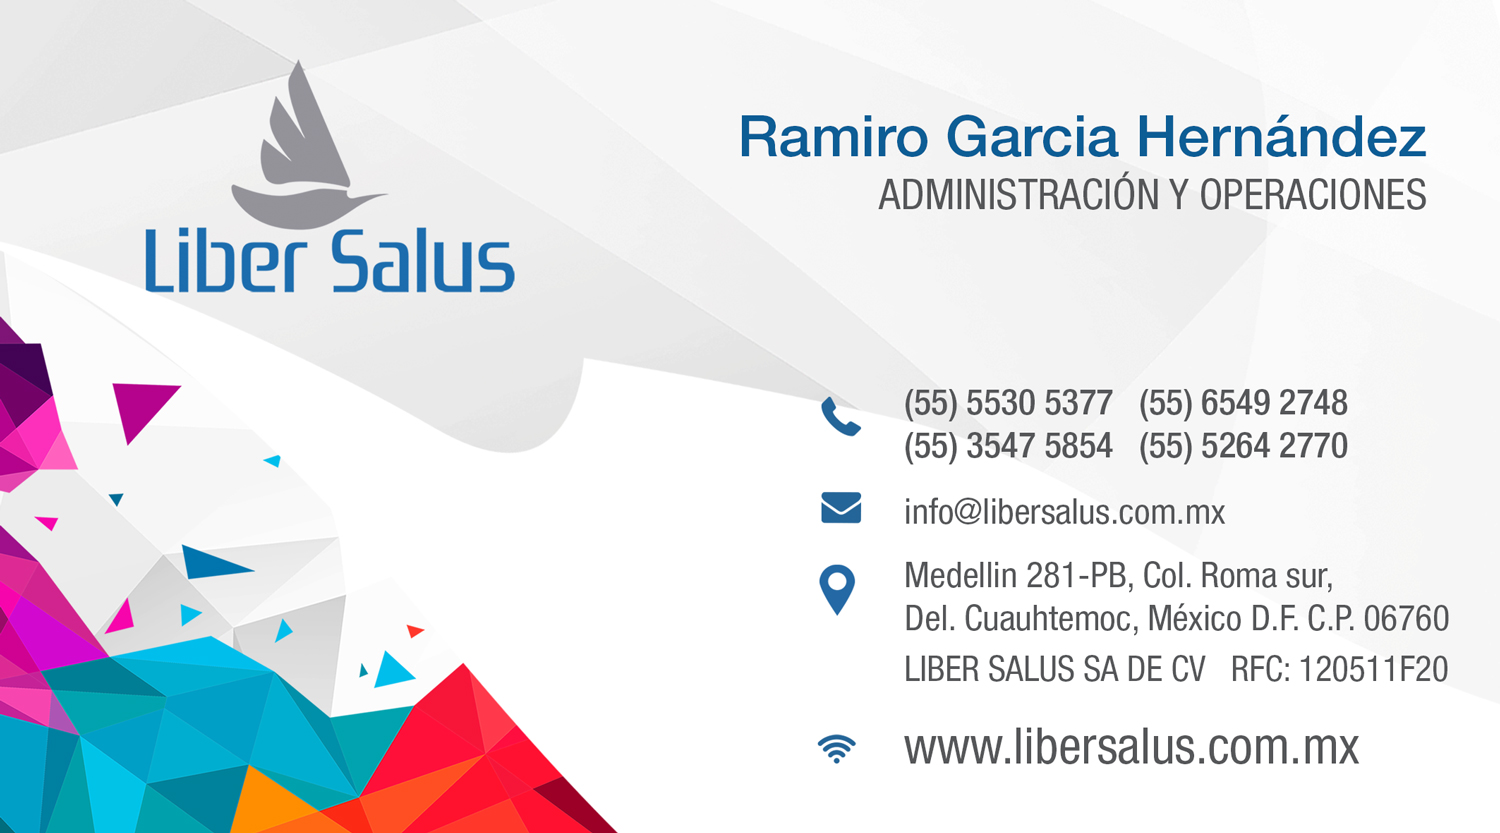 Liber Salus
Ramiro Garcia Hernández
ADMINISTRACIÓN Y OPERACIONES
(55) 5530 5377 (55) 6549 2748
(55) 3547 5854 (55) 5264 2770
info@libersalus.com.mx
Medellin 281-PB, Col. Roma sur,
Del. Cuauhtemoc, México D.F. C.P. 06760
LIBER SALUS SA DE CV RFC: 120511F20
www.libersalus.com.mx